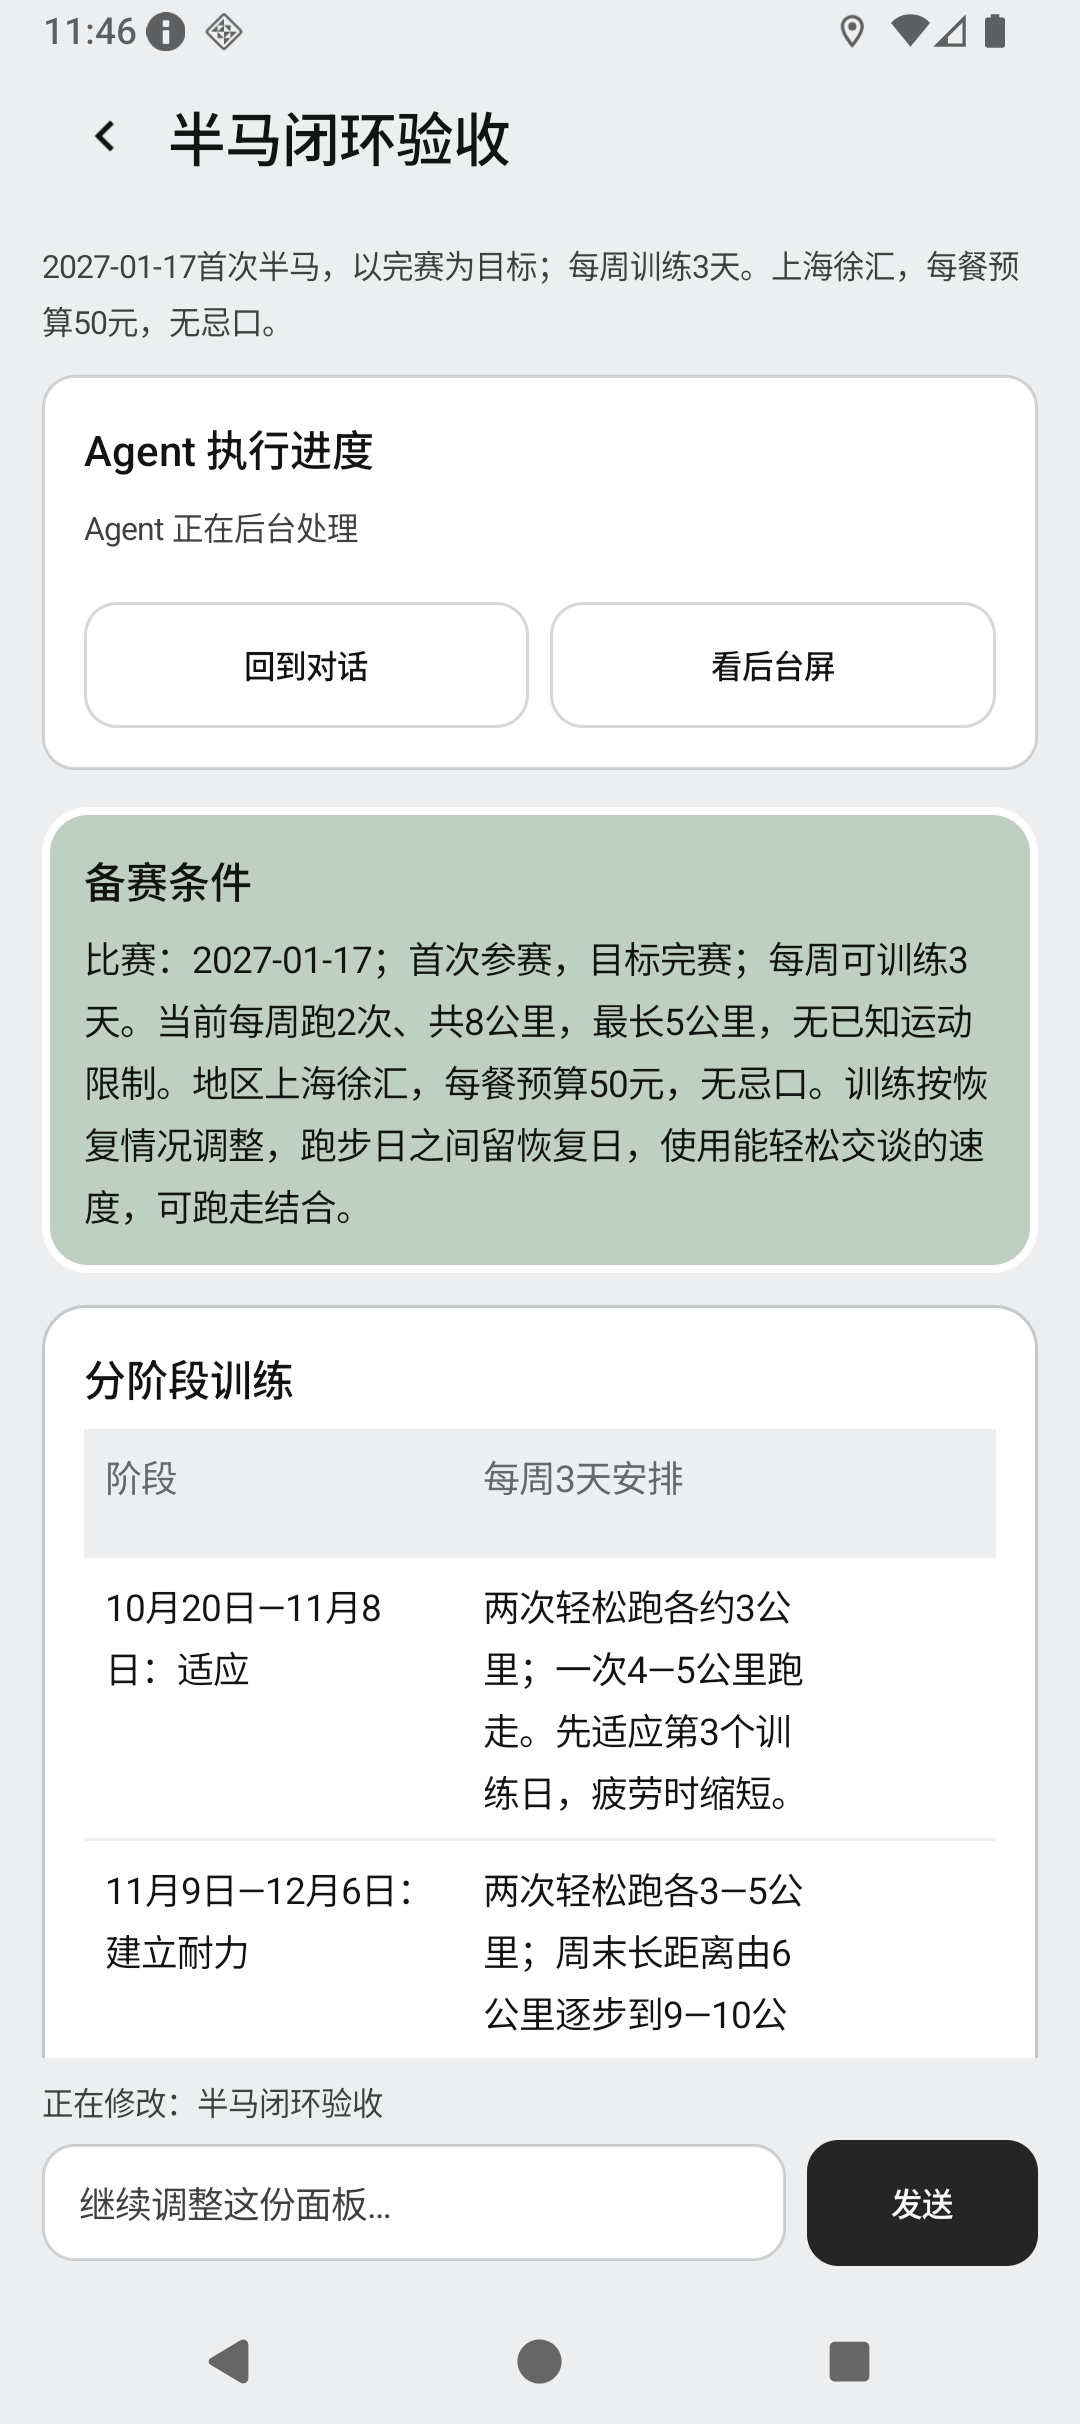 11:46
半马闭环验收
2027-01-17首次半马，以完赛为目标；每周训练3天。上海徐汇，每餐预
算50元，无忌口。
Agent 执行进度
Agent 正在后台处理
回到对话
看后台屏
备赛条件
比赛：2027-01-17；首次参赛，目标完赛；每周可训练3
天。当前每周跑2次、共8公里，最长5公里，无已知运动
限制。地区上海徐汇，每餐预算50元，无忌口。训练按恢
复情况调整，跑步日之间留恢复日，使用能轻松交谈的速
度，可跑走结合。
分阶段训练
阶段
每周3天安排
10月20日—11月8
日：适应
两次轻松跑各约3公
里；一次4—5公里跑
走。先适应第3个训
练日，疲劳时缩短。
11月9日—12月6日：
建立耐力
两次轻松跑各3—5公
里；周末长距离由6
公里逐步到9—10公
正在修改：半马闭环验收
继续调整这份面板...
发送